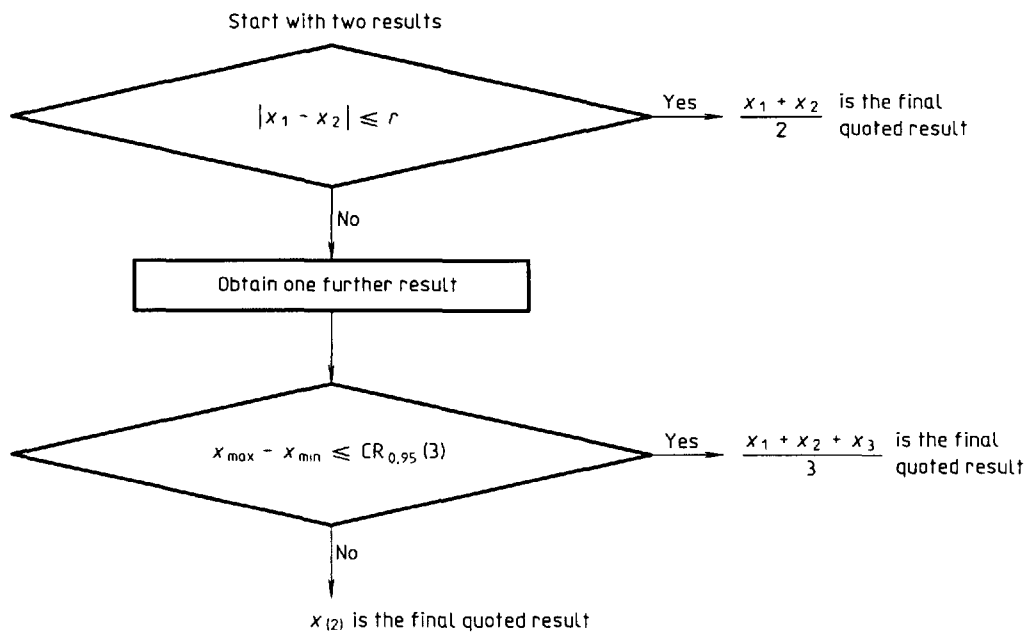 Start with two results
|x₁ - x₂| ⩽ r
Yes
x₁ + x₂
2
is the final
quoted result
No
Obtain one further result
x_max - x_min ⩽ CR₀,₉₅(3)
Yes
x₁ + x₂ + x₃
3
is the final
quoted result
No
x₍₂₎ is the final quoted result